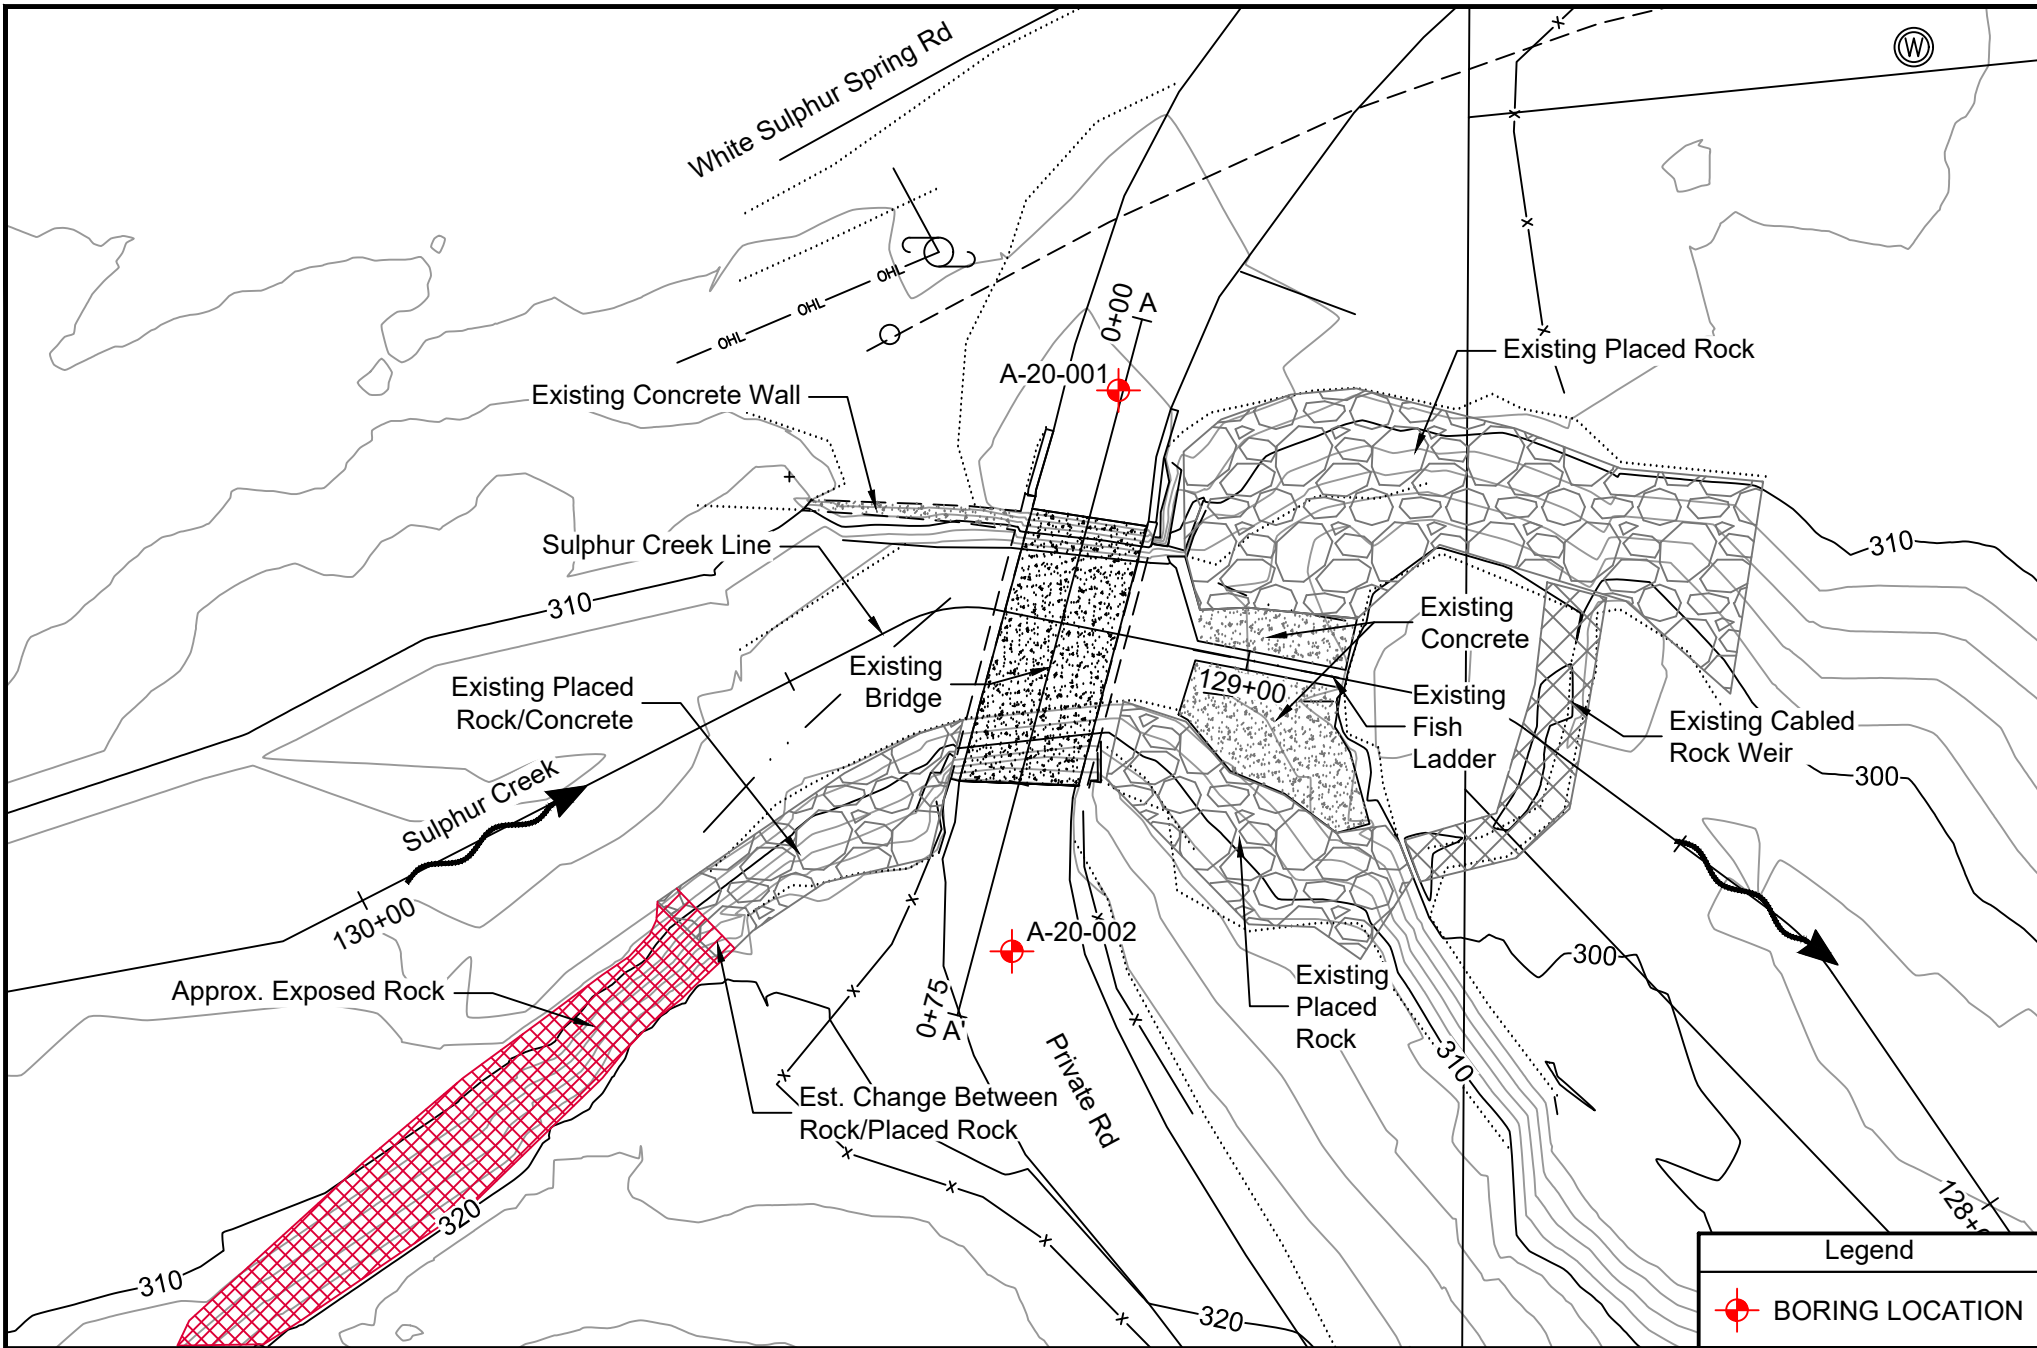 White Sulphur Spring Rd
W
OHL
OHL
OHL
0+00
A
A-20-001
Existing Placed Rock
Existing Concrete Wall
Sulphur Creek Line
310
310
Existing
Concrete
Existing
Bridge
129+00
Existing Placed
Rock/Concrete
Existing
Fish
Ladder
Existing Cabled
Rock Weir
300
Sulphur Creek
130+00
A-20-002
300
Approx. Exposed Rock
Existing
Placed
Rock
0+75
A'
Private Rd
310
Est. Change Between
Rock/Placed Rock
320
310
320
Legend
BORING LOCATION